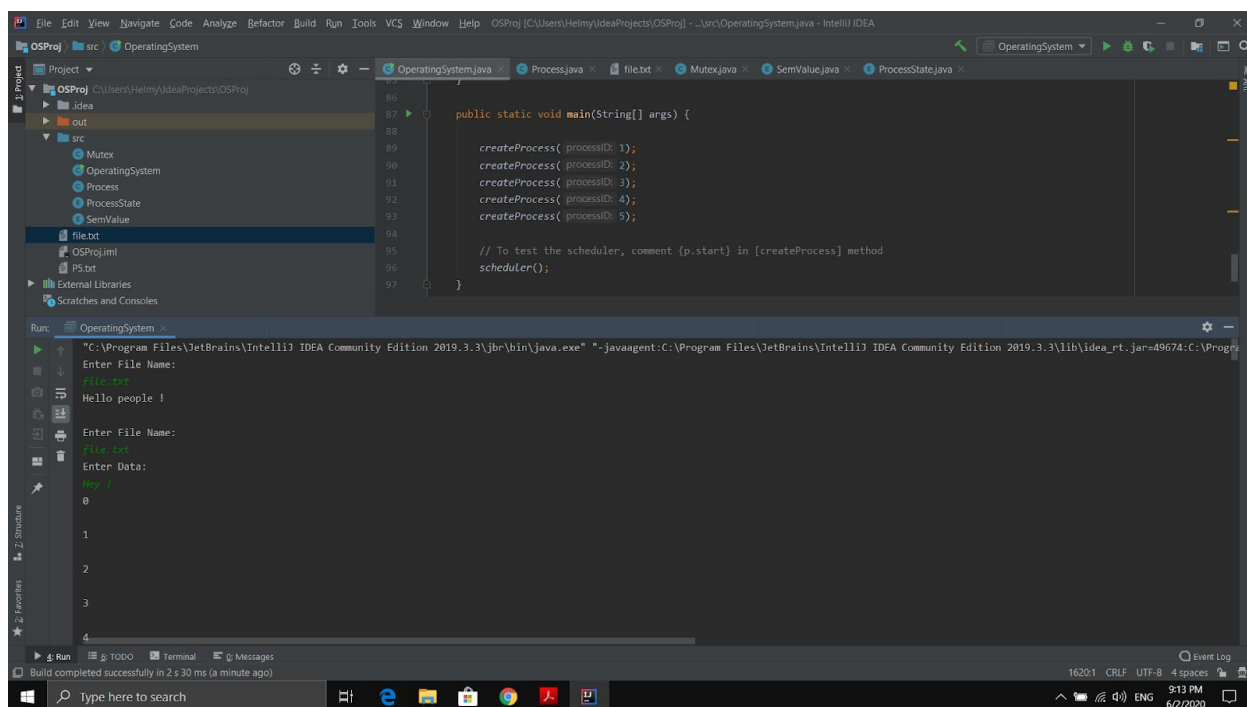 File Edit View Navigate Code Analyze Refactor Build Run Tools VCS Window Help OSProj [C:\Users\Helmy\IdeaProjects\OSProj] - ...\src\OperatingSystem.java - IntelliJ IDEA
OSProj src OperatingSystem
OperatingSystem
1: Project
Project
OperatingSystem.java Process.java file.txt Mutex.java SemValue.java ProcessState.java
OSProj C:\Users\Helmy\IdeaProjects\OSProj
.idea
out
src
Mutex
OperatingSystem
Process
ProcessState
SemValue
file.txt
OSProj.iml
P5.txt
External Libraries
Scratches and Consoles
85 }
86
87 public static void main(String[] args) {
88
89 createProcess( processID: 1);
90 createProcess( processID: 2);
91 createProcess( processID: 3);
92 createProcess( processID: 4);
93 createProcess( processID: 5);
94
95 // To test the scheduler, comment {p.start} in [createProcess] method
96 scheduler();
97 }
Run: OperatingSystem
"C:\Program Files\JetBrains\IntelliJ IDEA Community Edition 2019.3.3\jbr\bin\java.exe" "-javaagent:C:\Program Files\JetBrains\IntelliJ IDEA Community Edition 2019.3.3\lib\idea_rt.jar=49674:C:\Progra
Enter File Name:
file.txt
Hello people !
Enter File Name:
file.txt
Enter Data:
Hey !
0
1
2
3
4
7: Structure
2: Favorites
4: Run 6: TODO Terminal 0: Messages
Event Log
Build completed successfully in 2 s 30 ms (a minute ago)
1620:1 CRLF UTF-8 4 spaces
Type here to search
ENG
9:13 PM
6/2/2020